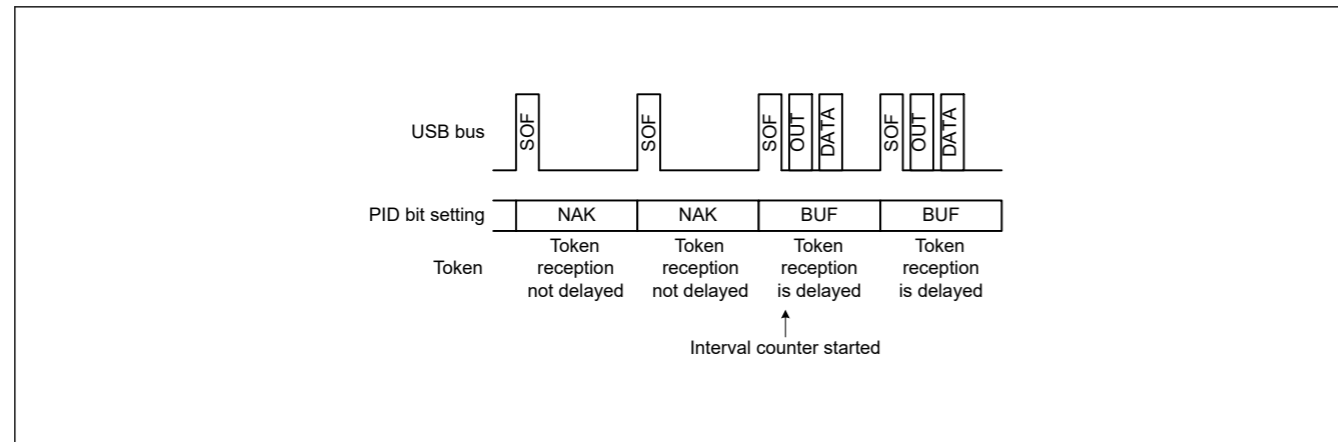 USB bus
SOF
SOF
SOF
OUT
DATA
SOF
OUT
DATA
PID bit setting
NAK
NAK
BUF
BUF
Token
Token
reception
not delayed
Token
reception
not delayed
Token
reception
is delayed
Token
reception
is delayed
Interval counter started